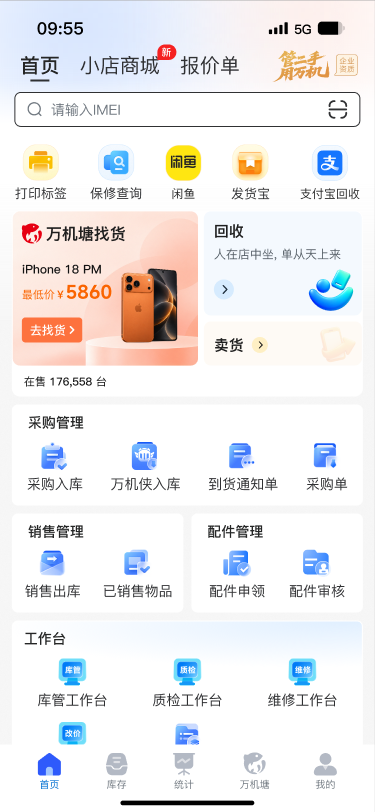 09:55
5G
首页
小店商城
新
报价单
管二手
用万机
企业
资质
请输入IMEI
打印标签
保修查询
闲鱼
闲鱼
发货宝
支付宝回收
万机塘找货
iPhone 18 PM
最低价¥5860
去找货
在售 176,558 台
回收
人在店中坐, 单从天上来
卖货
采购管理
采购入库
万机侠入库
到货通知单
采购单
销售管理
销售出库
已销售物品
配件管理
配件申领
配件审核
工作台
库管
库管工作台
质检
质检工作台
维修
维修工作台
改价
首页
库存
统计
万机塘
我的